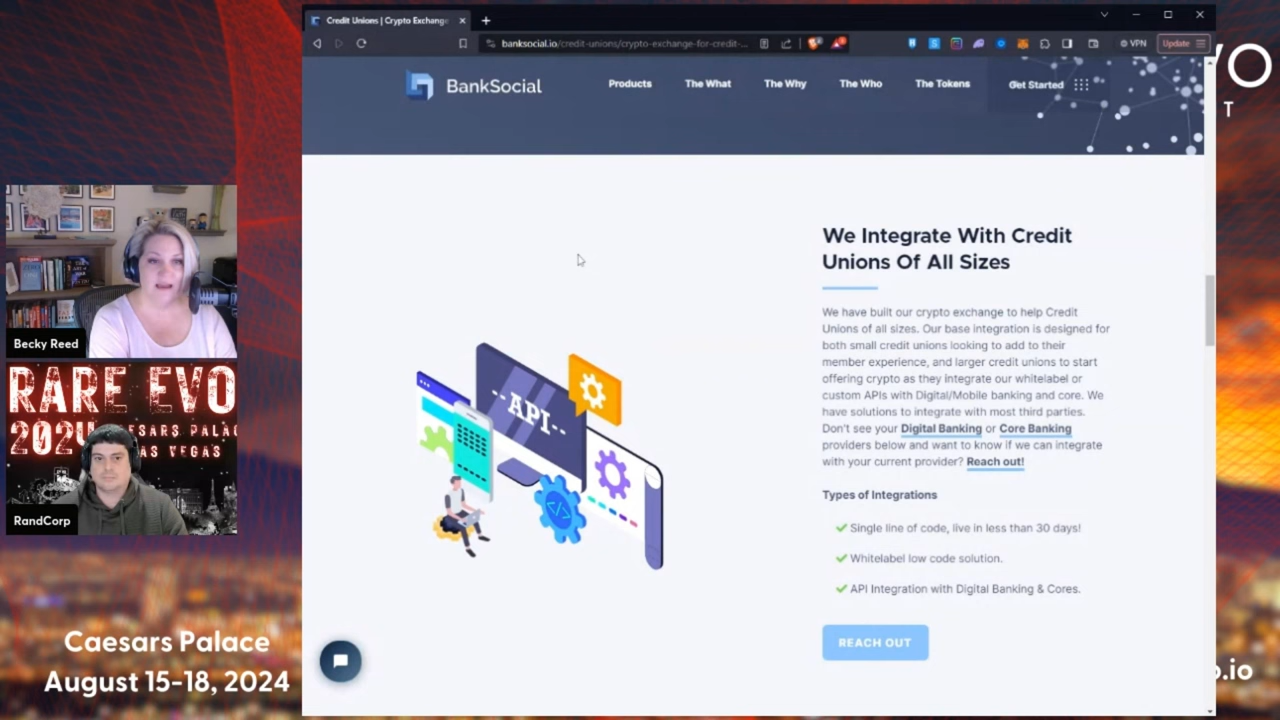 Credit Unions | Crypto Exchange
banksocial.io/credit-unions/crypto-exchange-for-credit-...
VPN
Update
BankSocial
Products
The What
The Why
The Who
The Tokens
Get Started
VO
T
We Integrate With Credit
Unions Of All Sizes
We have built our crypto exchange to help Credit
Unions of all sizes. Our base integration is designed for
both small credit unions looking to add to their
member experience, and larger credit unions to start
offering crypto as they integrate our whitelabel or
custom APIs with Digital/Mobile banking and core. We
have solutions to integrate with most third parties.
Don't see your Digital Banking or Core Banking
providers below and want to know if we can integrate
with your current provider? Reach out!
Types of Integrations
Single line of code, live in less than 30 days!
Whitelabel low code solution.
API Integration with Digital Banking & Cores.
REACH OUT
--API--
</>
Becky Reed
RARE EVO
2024
VEGAS
RandCorp
Caesars Palace
August 15-18, 2024
.io